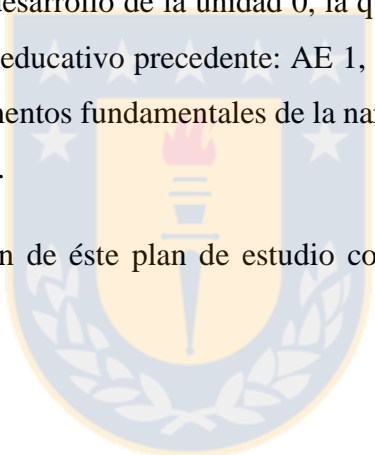 desarrollo de la unidad 0, la q
educativo precedente: AE 1,
mentos fundamentales de la na
.
n de éste plan de estudio co